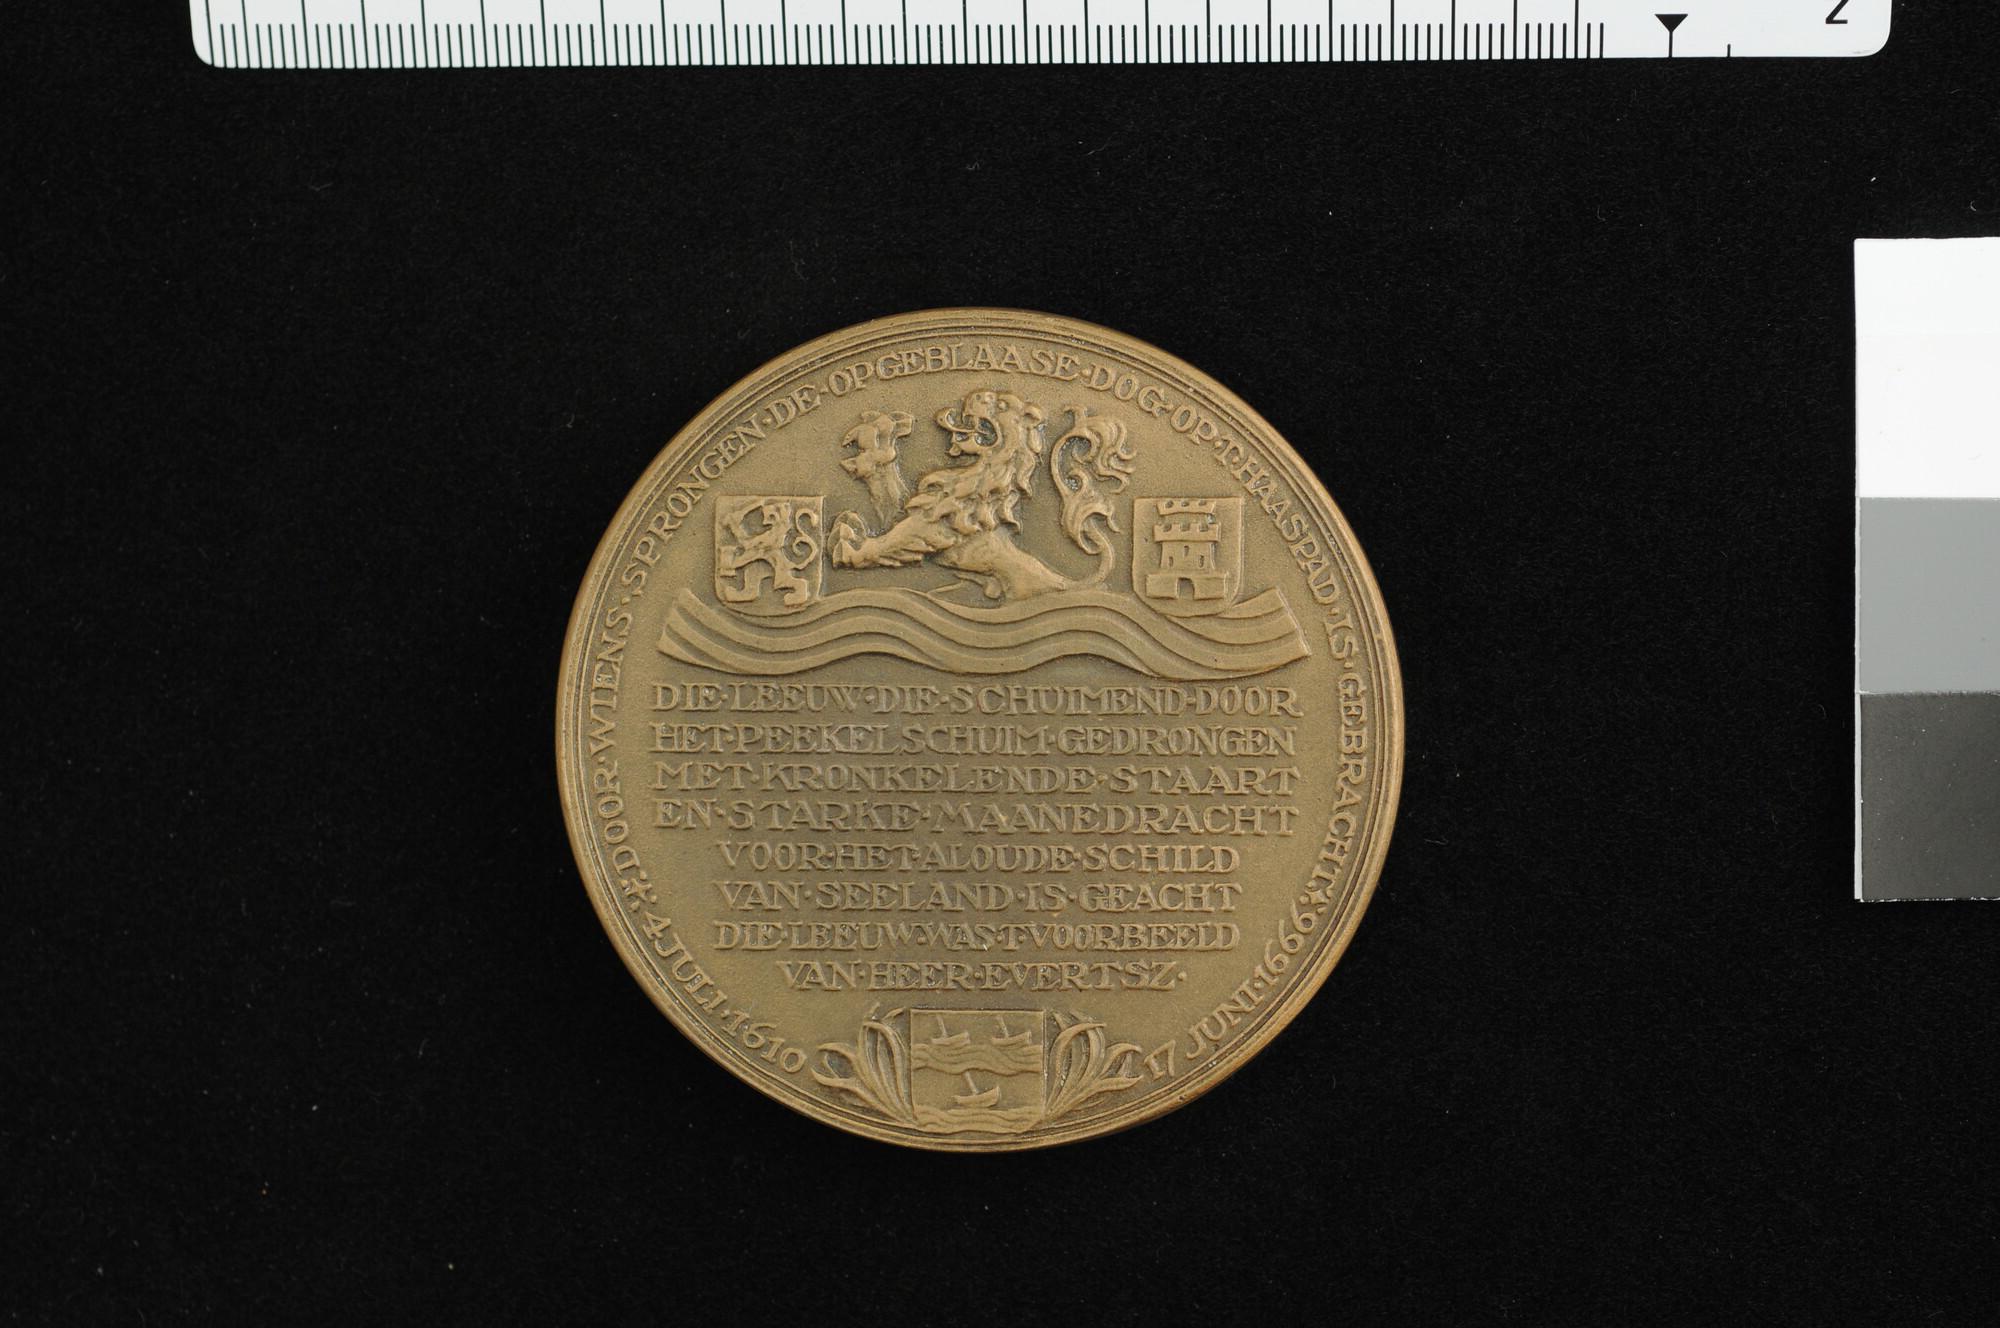 2
DOOR·WIENS·SPRONGEN·DE·OPGEBLAASE·DOG·OP·T·HAASPAD·IS·GEBRACHT·
DIE·LEEUW·DIE·SCHUIMEND·DOOR
HET·PEEKELSCHUIM·GEDRONGEN
MET·KRONKELENDE·STAART
EN·STARKE·MAANEDRACHT
VOOR·HET·ALOUDE·SCHILD
VAN·SEELAND·IS·GEACHT
DIE·LEEUW·WAS·T·VOORBEELD
VAN·HEER·EVERTSZ·
4·JULI·1610
17 JUNI·1666